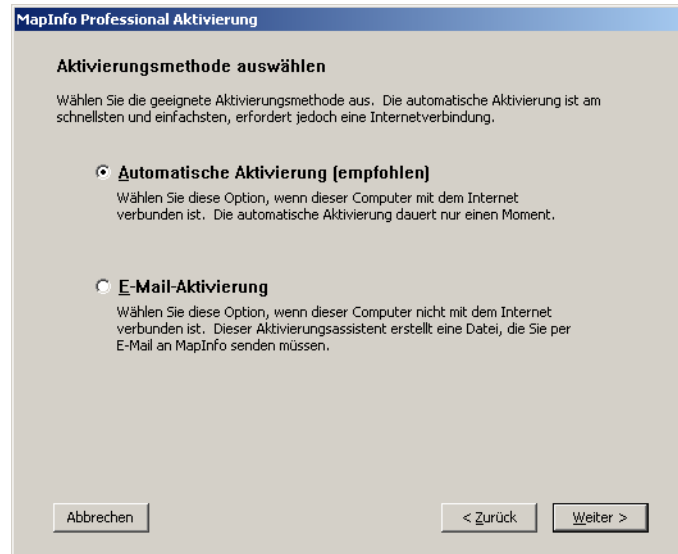 MapInfo Professional Aktivierung
Aktivierungsmethode auswählen
Wählen Sie die geeignete Aktivierungsmethode aus. Die automatische Aktivierung ist am
schnellsten und einfachsten, erfordert jedoch eine Internetverbindung.
Automatische Aktivierung (empfohlen)
Wählen Sie diese Option, wenn dieser Computer mit dem Internet
verbunden ist. Die automatische Aktivierung dauert nur einen Moment.
E-Mail-Aktivierung
Wählen Sie diese Option, wenn dieser Computer nicht mit dem Internet
verbunden ist. Dieser Aktivierungsassistent erstellt eine Datei, die Sie per
E-Mail an MapInfo senden müssen.
Abbrechen
< Zurück
Weiter >